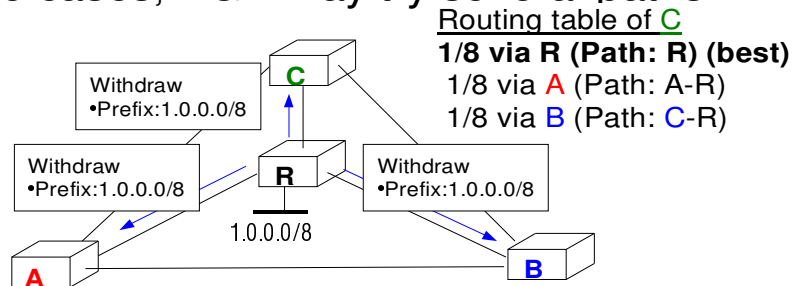 Routing table of C
1/8 via R (Path: R) (best)
1/8 via A (Path: A-R)
1/8 via B (Path: C-R)
C
Withdraw
•Prefix:1.0.0.0/8
Withdraw
•Prefix:1.0.0.0/8
R
Withdraw
•Prefix:1.0.0.0/8
1.0.0.0/8
A
B